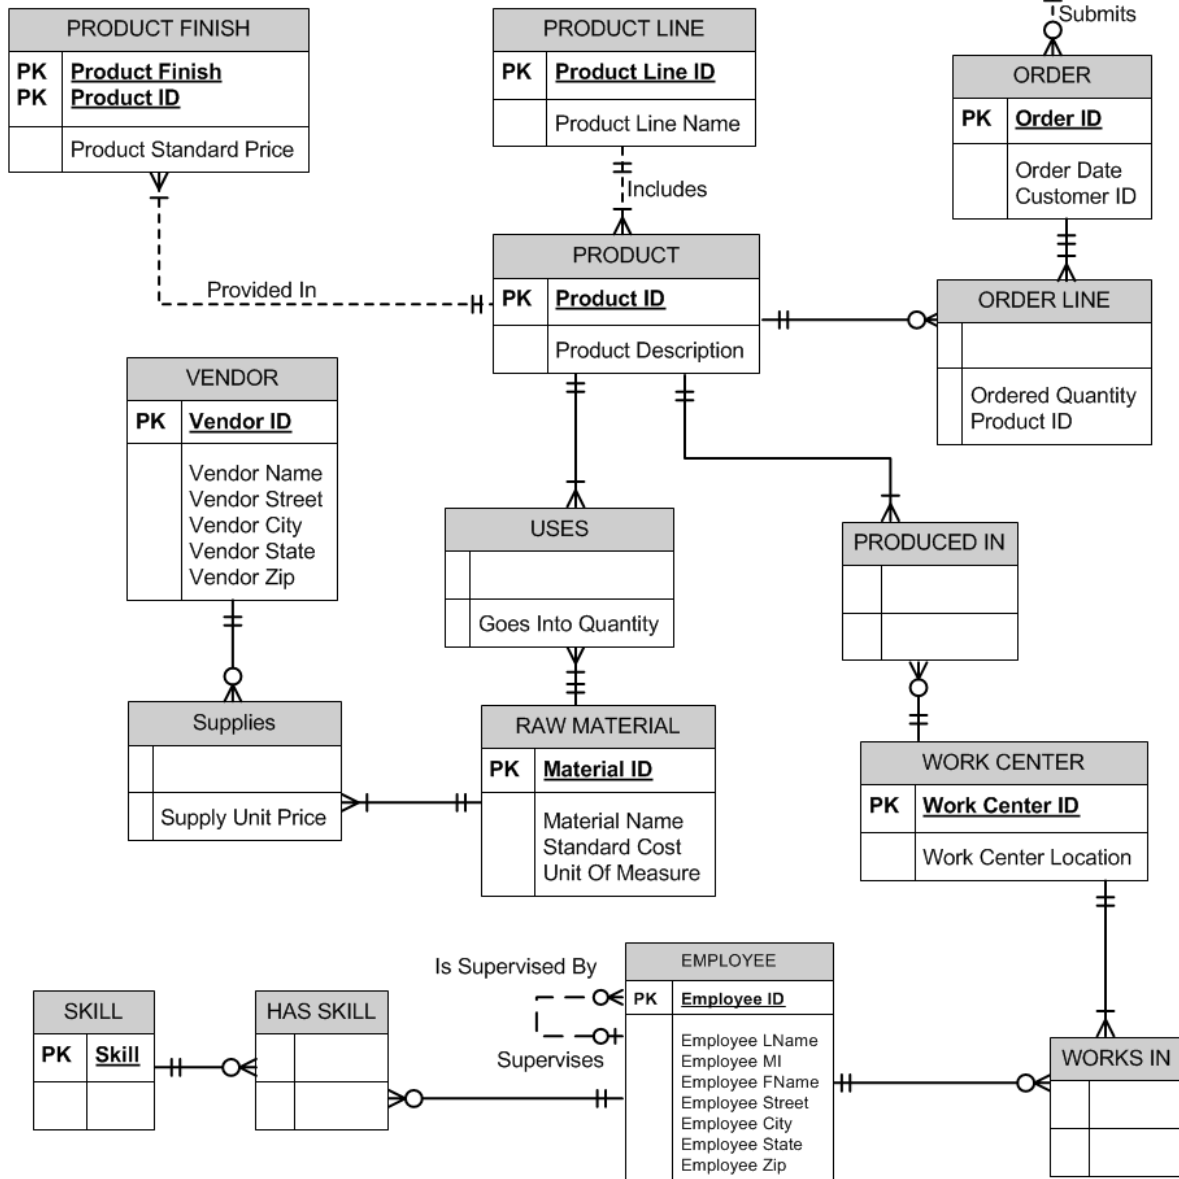 PRODUCT FINISH
PK Product Finish
PK Product ID
Product Standard Price
PRODUCT LINE
PK Product Line ID
Product Line Name
Submits
ORDER
PK Order ID
Order Date
Customer ID
Includes
Provided In
PRODUCT
PK Product ID
Product Description
ORDER LINE
Ordered Quantity
Product ID
VENDOR
PK Vendor ID
Vendor Name
Vendor Street
Vendor City
Vendor State
Vendor Zip
USES
Goes Into Quantity
PRODUCED IN
Supplies
Supply Unit Price
RAW MATERIAL
PK Material ID
Material Name
Standard Cost
Unit Of Measure
WORK CENTER
PK Work Center ID
Work Center Location
SKILL
PK Skill
HAS SKILL
Is Supervised By
Supervises
EMPLOYEE
PK Employee ID
Employee LName
Employee MI
Employee FName
Employee Street
Employee City
Employee State
Employee Zip
WORKS IN